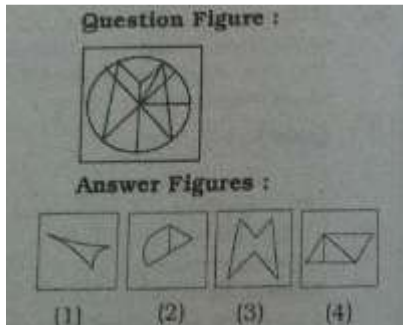 Question Figure :
Answer Figures :
(1) (2) (3) (4)